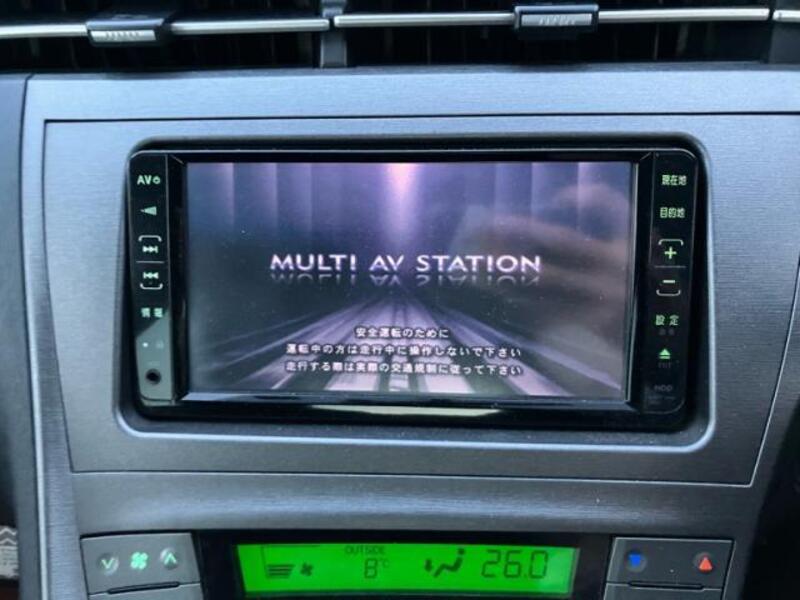 AV
現在地
目的地
+
−
情報
設定
HDD
MULTI AV STATION
安全運転のために
運転中の方は走行中に操作しないで下さい
走行する際は実際の交通規制に従って下さい
OUTSIDE
8°C
26.0